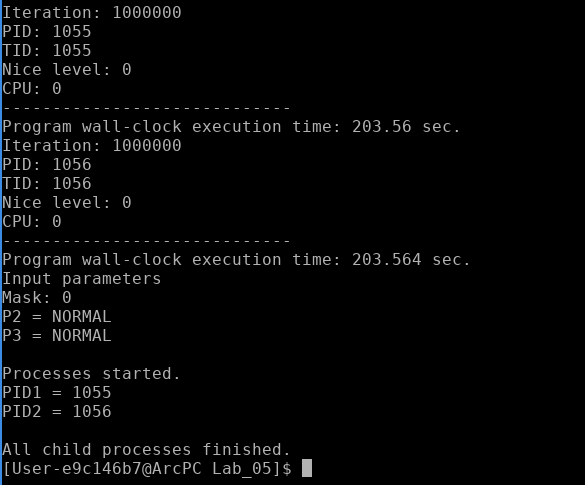 Iteration: 1000000
PID: 1055
TID: 1055
Nice level: 0
CPU: 0
-----------------------------
Program wall-clock execution time: 203.56 sec.
Iteration: 1000000
PID: 1056
TID: 1056
Nice level: 0
CPU: 0
-----------------------------
Program wall-clock execution time: 203.564 sec.
Input parameters
Mask: 0
P2 = NORMAL
P3 = NORMAL

Processes started.
PID1 = 1055
PID2 = 1056

All child processes finished.
[User-e9c146b7@ArcPC Lab_05]$